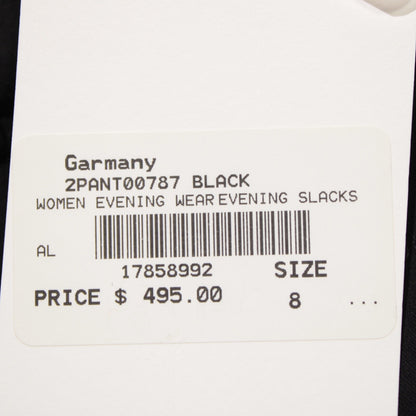 Garmany
2PANT00787 BLACK
WOMEN EVENING WEAR EVENING SLACKS
AL
17858992 SIZE
PRICE $ 495.00 8 ...